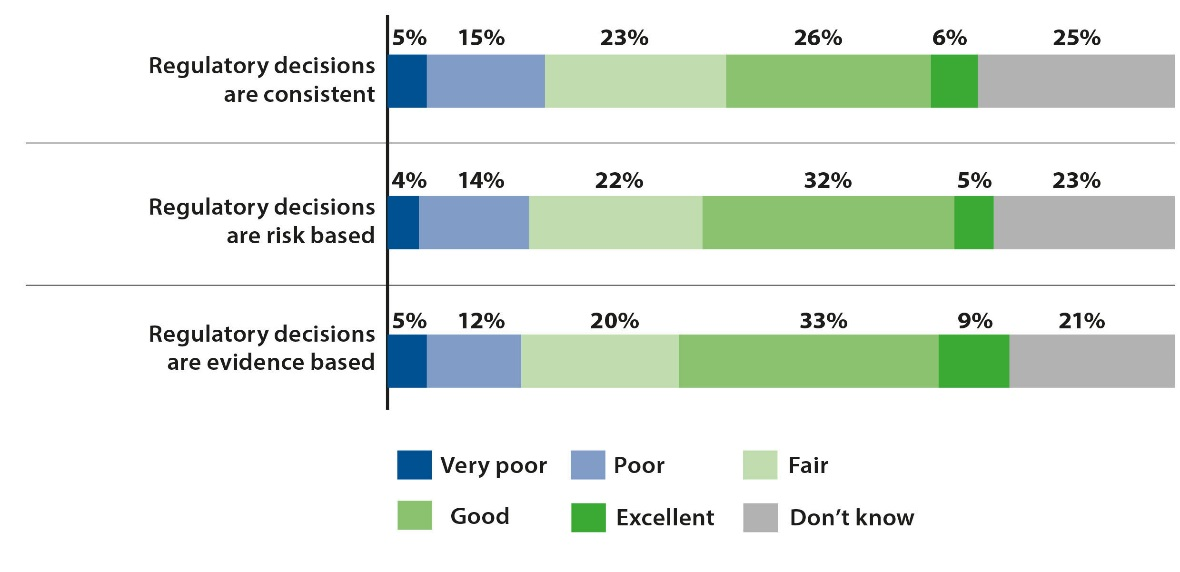 5% 15% 23% 26% 6% 25%
Regulatory decisions
are consistent
4% 14% 22% 32% 5% 23%
Regulatory decisions
are risk based
5% 12% 20% 33% 9% 21%
Regulatory decisions
are evidence based
Very poor Poor Fair
Good Excellent Don’t know